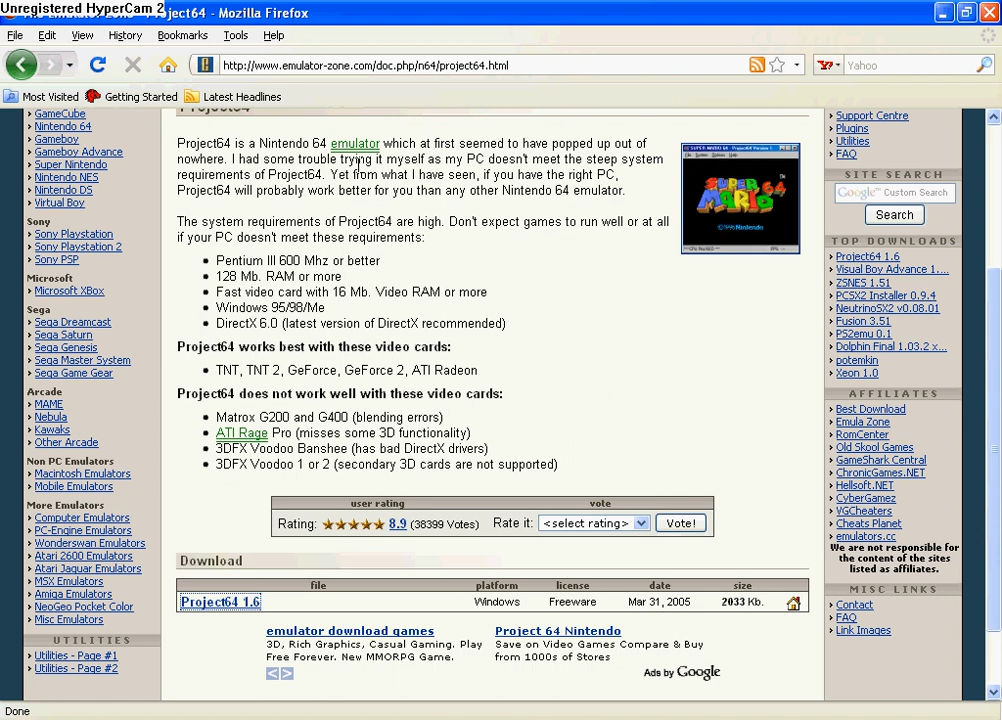 Unregistered HyperCam 2
Project64 - Mozilla Firefox
File Edit View History Bookmarks Tools Help
http://www.emulator-zone.com/doc.php/n64/project64.html
Yahoo
Most Visited Getting Started Latest Headlines
GameCube
Nintendo 64
Gameboy
Gameboy Advance
Super Nintendo
Nintendo NES
Nintendo DS
Virtual Boy
Sony
Sony Playstation
Sony Playstation 2
Sony PSP
Microsoft
Microsoft XBox
Sega
Sega Dreamcast
Sega Saturn
Sega Genesis
Sega Master System
Sega Game Gear
Arcade
MAME
Nebula
Kawaks
Other Arcade
Non PC Emulators
Macintosh Emulators
Mobile Emulators
More Emulators
Computer Emulators
PC-Engine Emulators
Wonderswan Emulators
Atari 2600 Emulators
Atari Jaguar Emulators
MSX Emulators
Amiga Emulators
NeoGeo Pocket Color
Misc Emulators
UTILITIES
Utilities - Page #1
Utilities - Page #2
Project64
Project64 is a Nintendo 64 emulator which at first seemed to have popped up out of
nowhere. I had some trouble trying it myself as my PC doesn't meet the steep system
requirements of Project64. Yet from what I have seen, if you have the right PC,
Project64 will probably work better for you than any other Nintendo 64 emulator.
The system requirements of Project64 are high. Don't expect games to run well or at all
if your PC doesn't meet these requirements:
Pentium III 600 Mhz or better
128 Mb. RAM or more
Fast video card with 16 Mb. Video RAM or more
Windows 95/98/Me
DirectX 6.0 (latest version of DirectX recommended)
Project64 works best with these video cards:
TNT, TNT 2, GeForce, GeForce 2, ATI Radeon
Project64 does not work well with these video cards:
Matrox G200 and G400 (blending errors)
ATI Rage Pro (misses some 3D functionality)
3DFX Voodoo Banshee (has bad DirectX drivers)
3DFX Voodoo 1 or 2 (secondary 3D cards are not supported)
SUPER MARIO 64
user rating vote
Rating: 8.9 (38399 Votes) Rate it: <select rating> Vote!
Download
file platform license date size
Project64 1.6 Windows Freeware Mar 31, 2005 2033 Kb.
emulator download games
3D, Rich Graphics, Casual Gaming. Play
Free Forever. New MMORPG Game.
Project 64 Nintendo
Save on Video Games Compare & Buy
from 1000s of Stores
Ads by Google
Support Centre
Plugins
Utilities
FAQ
SITE SEARCH
Google Custom Search
Search
TOP DOWNLOADS
Project64 1.6
Visual Boy Advance 1....
ZSNES 1.51
PCSX2 Installer 0.9.4
NeutrinoSX2 v0.08.01
Fusion 3.51
PS2emu 0.1
Dolphin Final 1.03.2 x...
potemkin
Xeon 1.0
AFFILIATES
Best Download
Emula Zone
RomCenter
Old Skool Games
GameShark Central
ChronicGames.NET
Hellsoft.NET
CyberGamez
VGCheaters
Cheats Planet
emulators.cc
We are not responsible for
the content of the sites
listed as affiliates.
MISC LINKS
Contact
FAQ
Link Images
Done